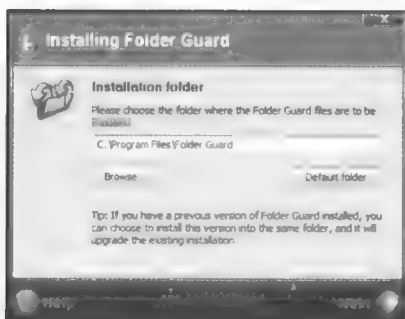 Installing Folder Guard
Installation folder
Please choose the folder where the Folder Guard files are to be
C:\Program Files\Folder Guard
Browse
Default folder
Tip: If you have a prevous version of Folder Guard installed, you
can choose to install this version into the same folder, and it will
upgrade the existing installation
Help